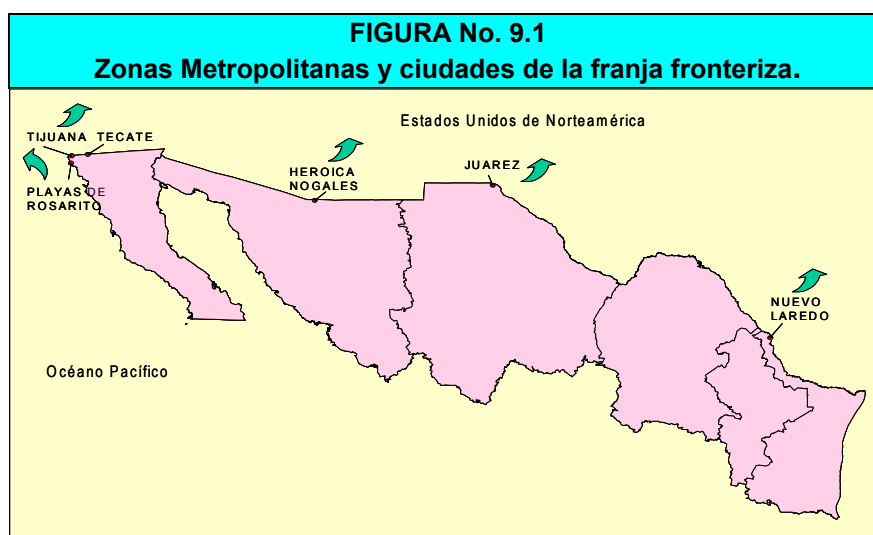 FIGURA No. 9.1
Zonas Metropolitanas y ciudades de la franja fronteriza.
Estados Unidos de Norteamérica
TIJUANA TECATE
PLAYAS DE
ROSARITO
HEROICA
NOGALES
JUAREZ
NUEVO
LAREDO
Océano Pacífico